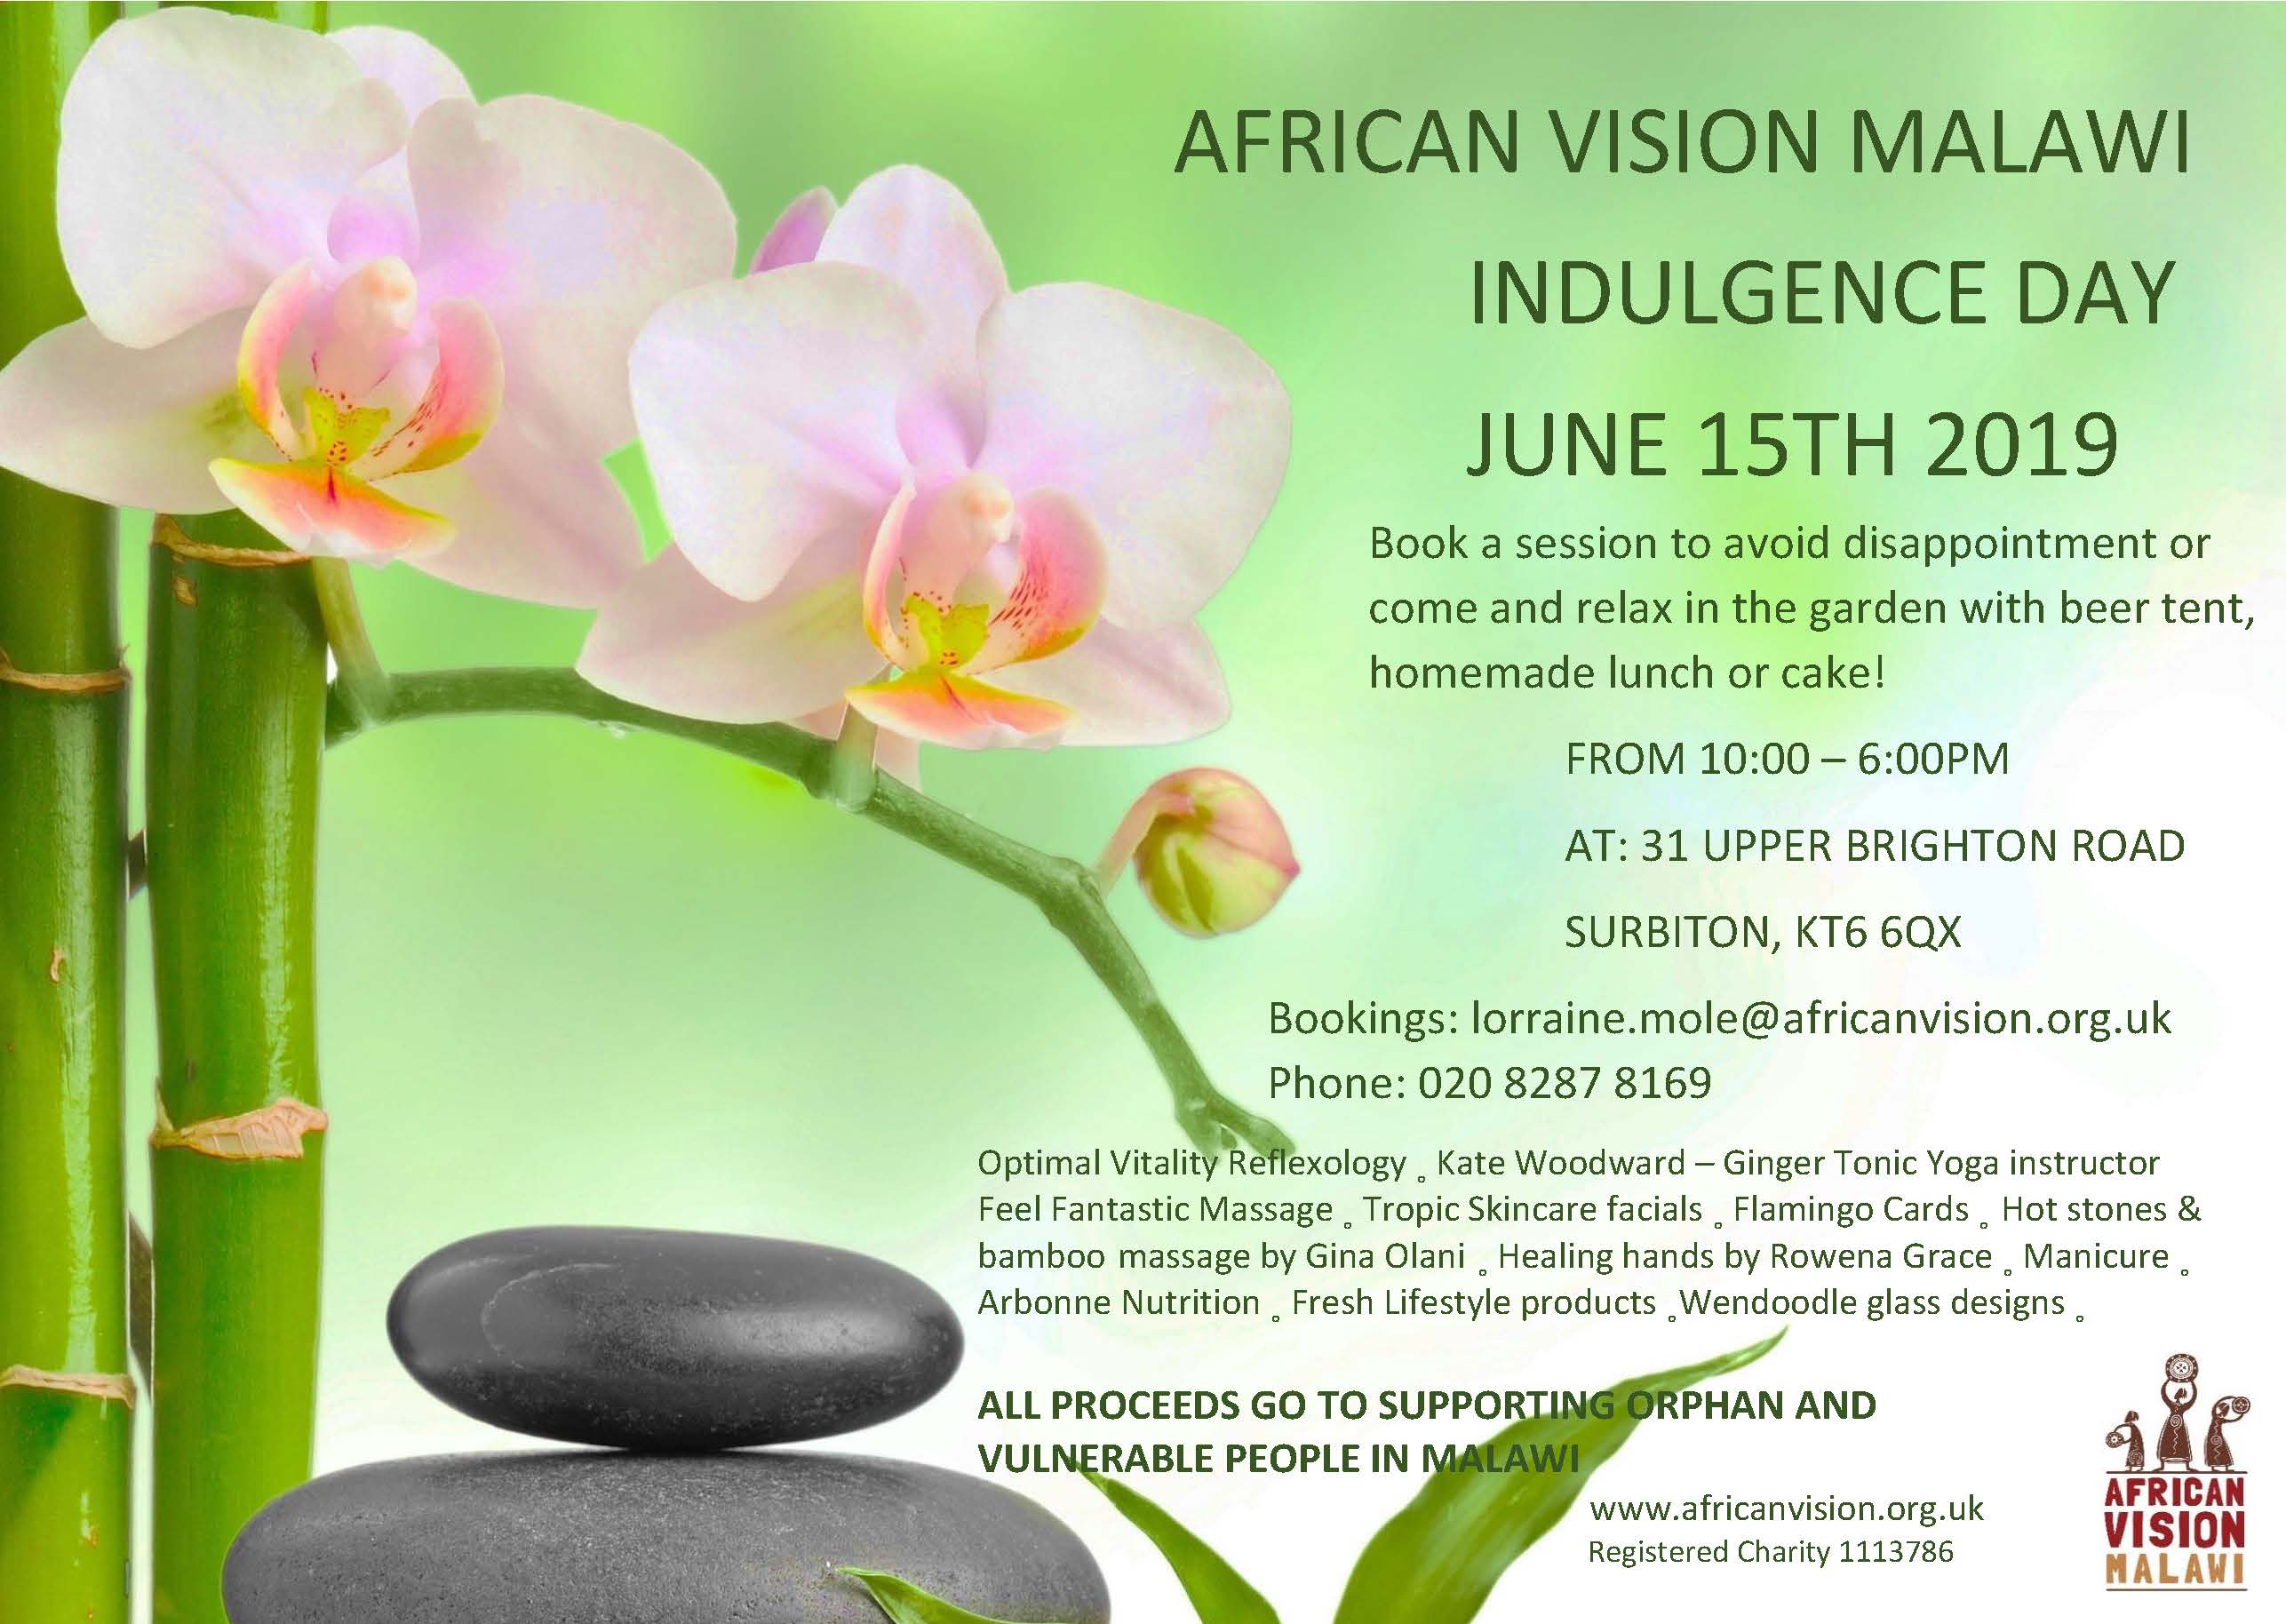 AFRICAN VISION MALAWI
INDULGENCE DAY
JUNE 15TH 2019
Book a session to avoid disappointment or
come and relax in the garden with beer tent,
homemade lunch or cake!
FROM 10:00 – 6:00PM
AT: 31 UPPER BRIGHTON ROAD
SURBITON, KT6 6QX
Bookings: lorraine.mole@africanvision.org.uk
Phone: 020 8287 8169
Optimal Vitality Reflexology 。 Kate Woodward – Ginger Tonic Yoga instructor
Feel Fantastic Massage 。 Tropic Skincare facials 。 Flamingo Cards 。 Hot stones &
bamboo massage by Gina Olani 。 Healing hands by Rowena Grace 。 Manicure 。
Arbonne Nutrition 。 Fresh Lifestyle products 。Wendoodle glass designs 。
ALL PROCEEDS GO TO SUPPORTING ORPHAN AND
VULNERABLE PEOPLE IN MALAWI
www.africanvision.org.uk
Registered Charity 1113786
AFRICAN
VISION
MALAWI